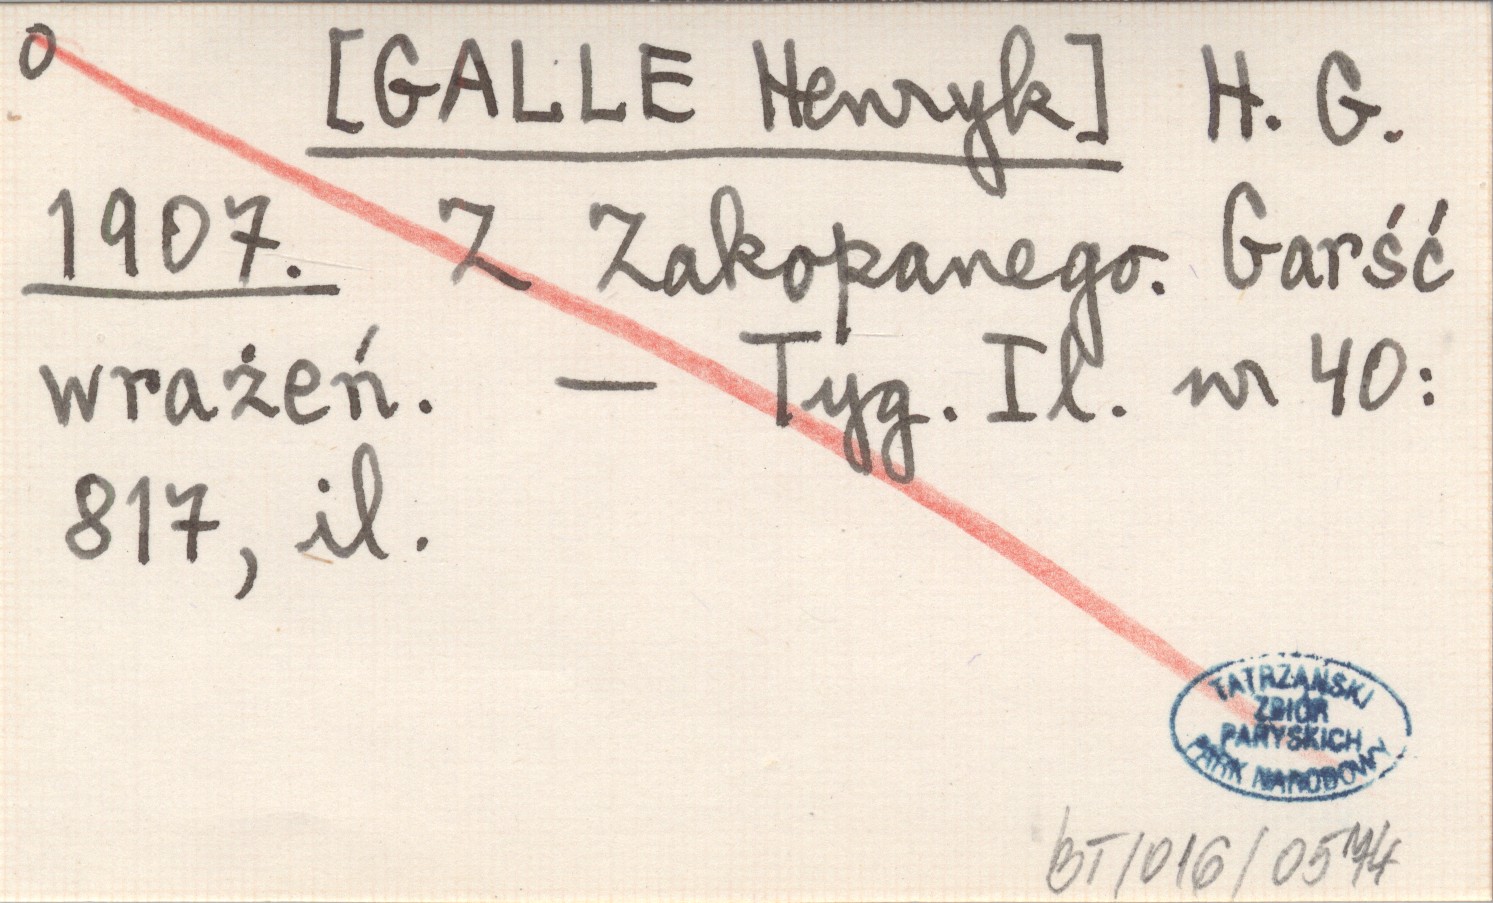 o [GALLE Henryk] H. G.
1907. Z Zakopanego. Garść
wrażeń. — Tyg. Il. nr 40:
817, il.
TATRZAŃSKI
ZBIÓR
PARYSKICH
PARK NARODOWY
BT/016/0574